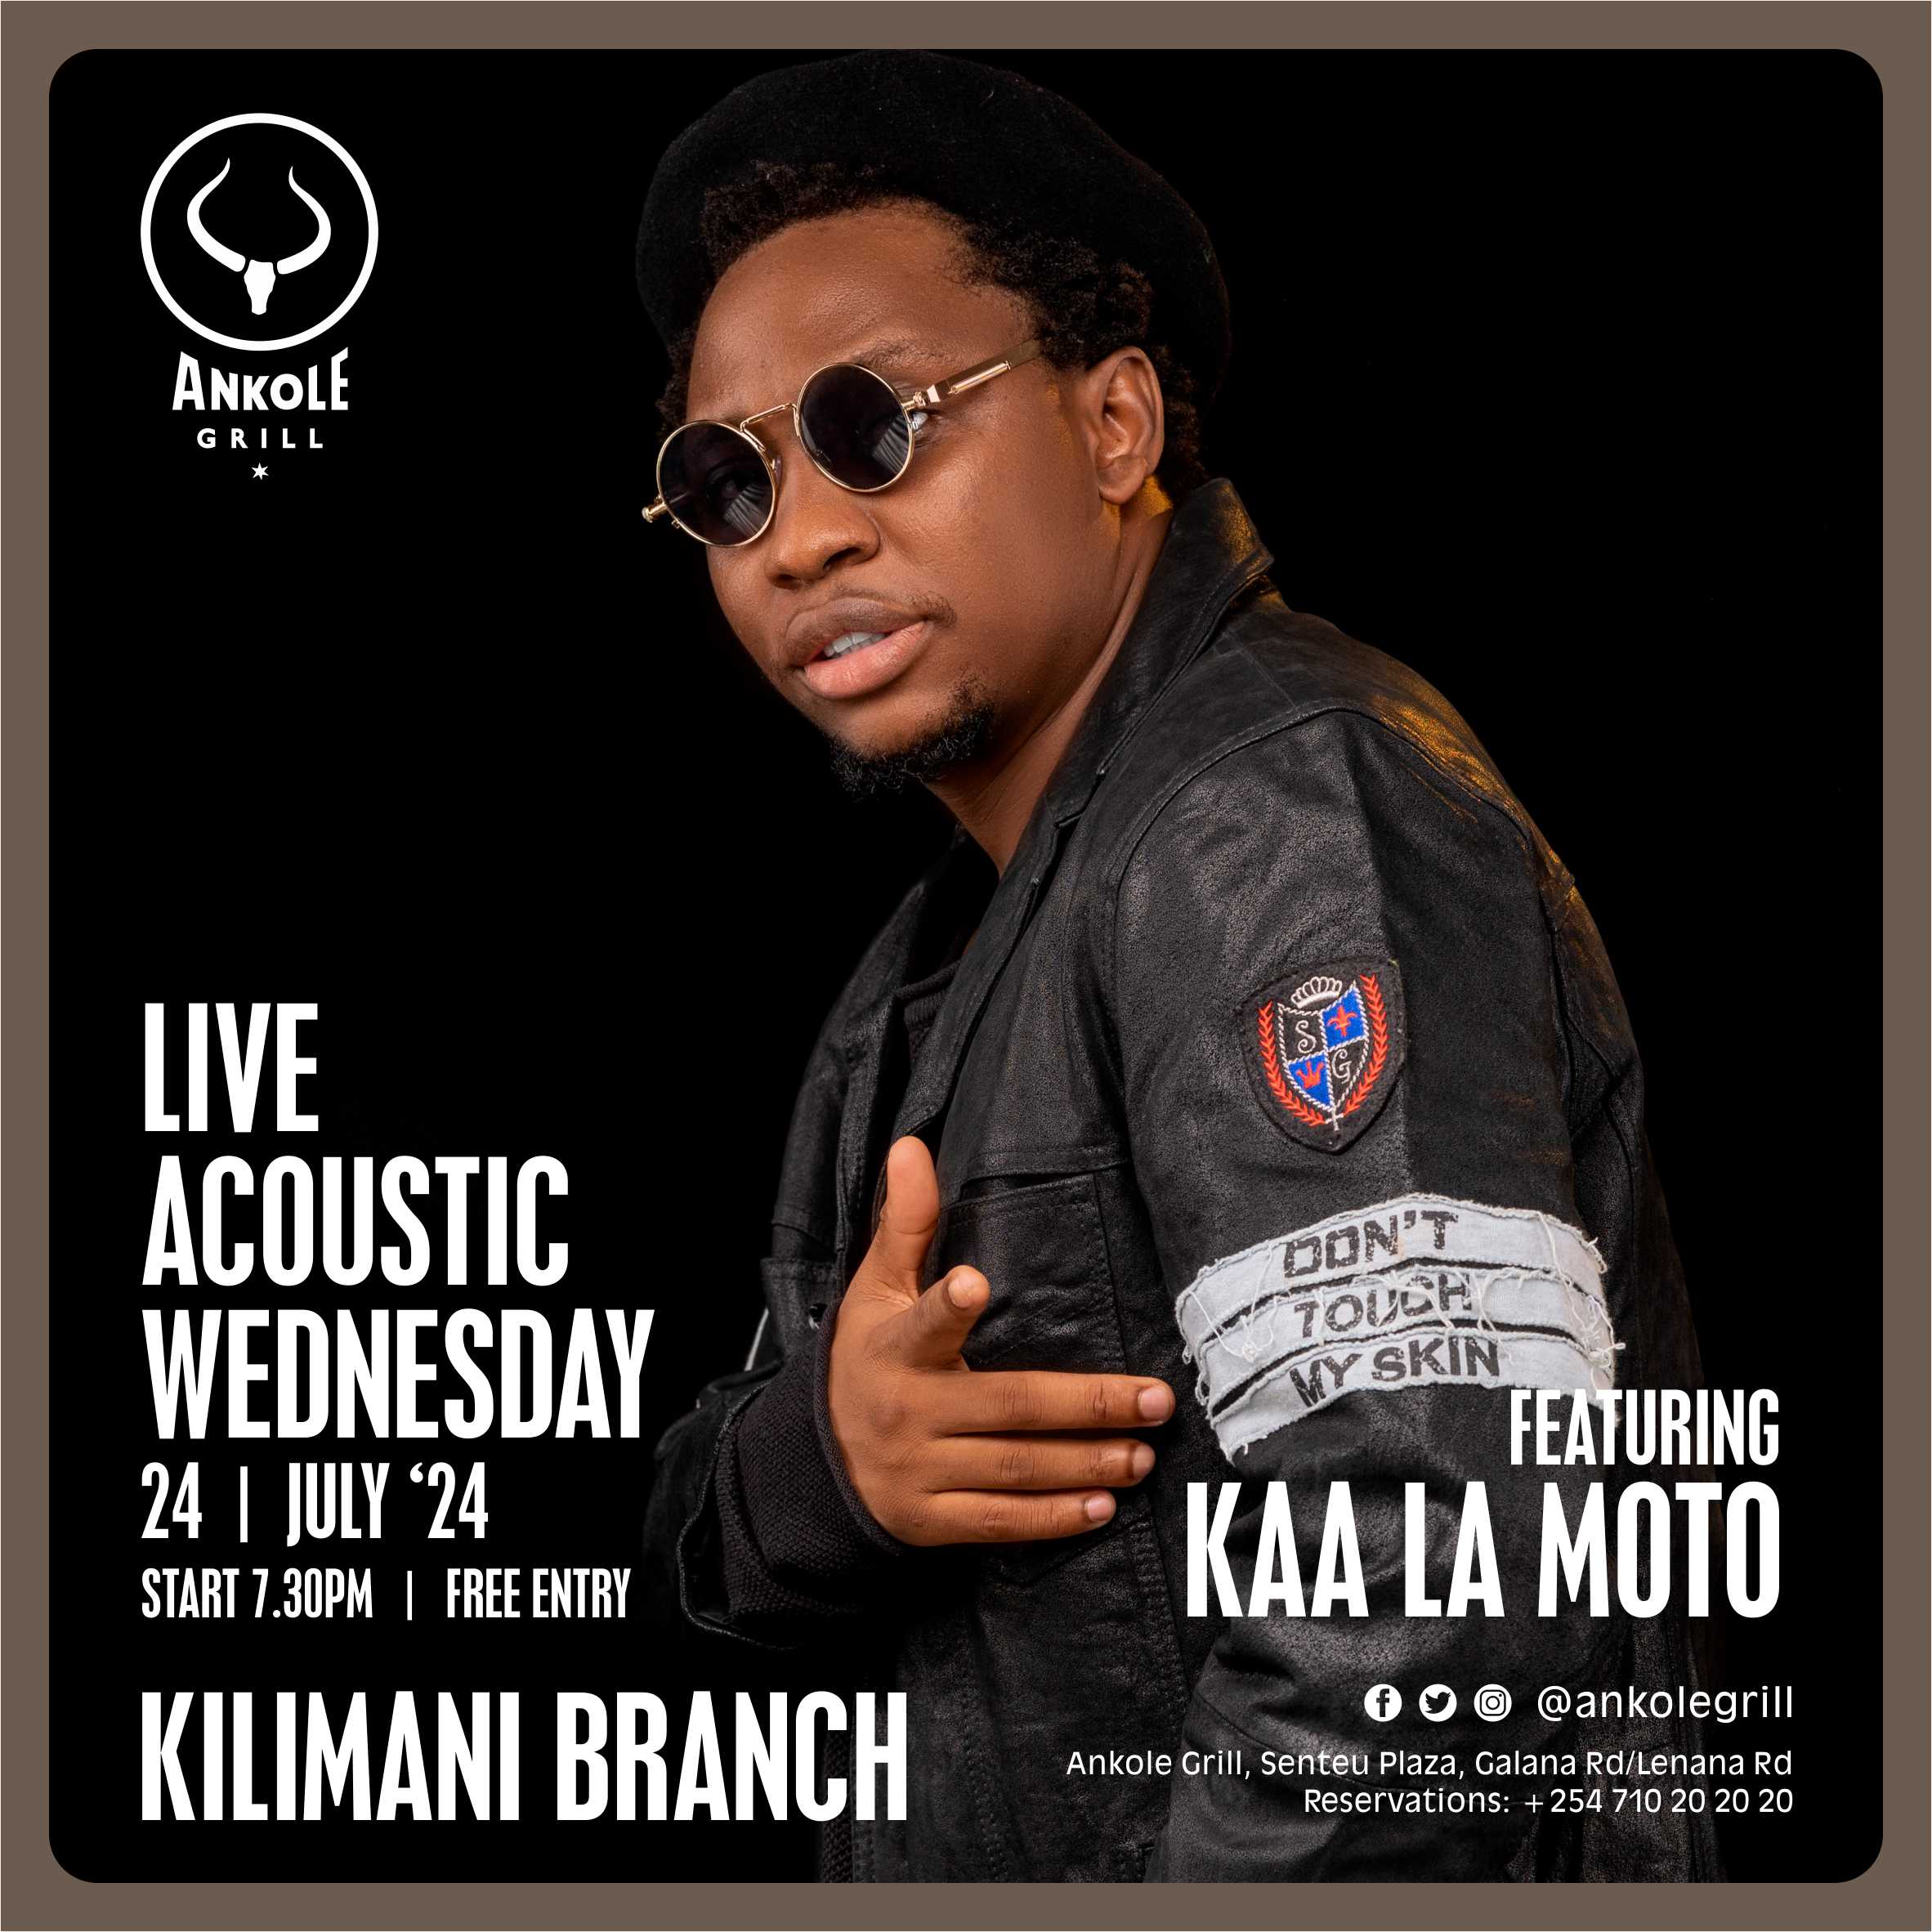 ANKOLE
GRILL
LIVE
ACOUSTIC
WEDNESDAY
24 | JULY ‘24
START 7.30PM | FREE ENTRY
KILIMANI BRANCH
S
G
DON'T
TOUCH
MY SKIN
FEATURING
KAA LA MOTO
@ankolegrill
Ankole Grill, Senteu Plaza, Galana Rd/Lenana Rd
Reservations: +254 710 20 20 20